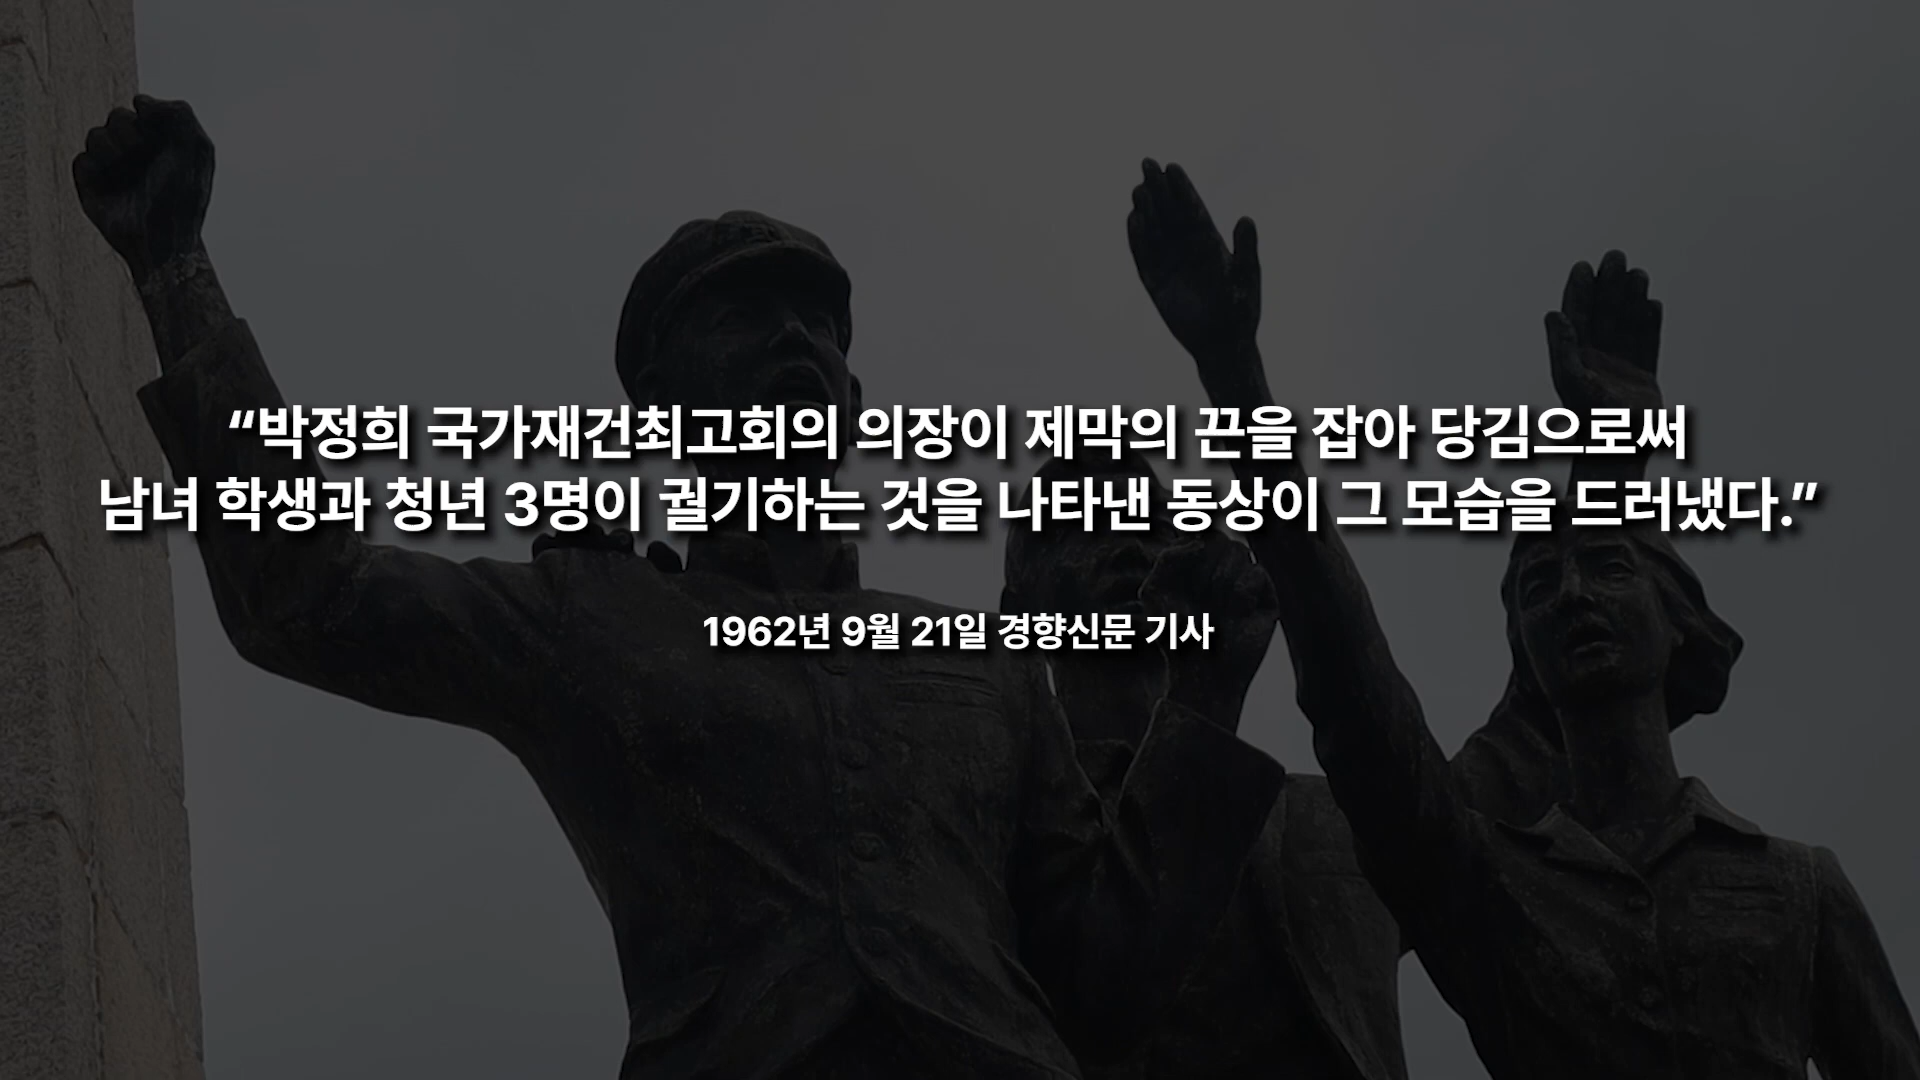 “박정희 국가재건최고회의 의장이 제막의 끈을 잡아 당김으로써
남녀 학생과 청년 3명이 궐기하는 것을 나타낸 동상이 그 모습을 드러냈다.”
1962년 9월 21일 경향신문 기사